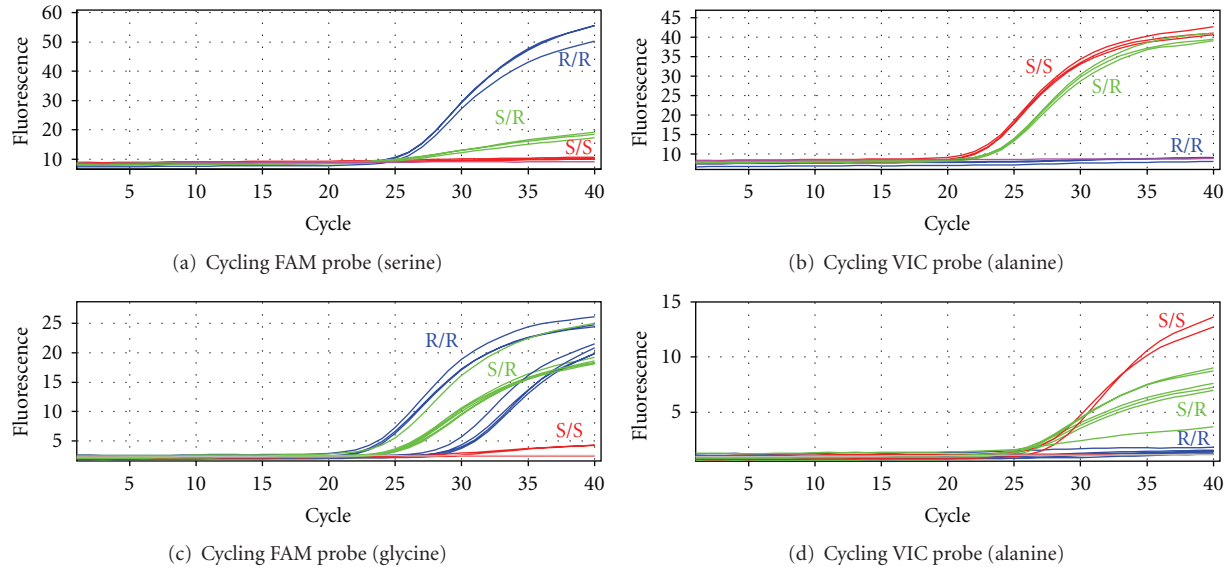 60
50
40
30
20
10
Fluorescence
R/R
S/R
S/S
5 10 15 20 25 30 35 40
Cycle
(a) Cycling FAM probe (serine)
45
40
35
30
25
20
15
10
Fluorescence
S/S
S/R
R/R
5 10 15 20 25 30 35 40
Cycle
(b) Cycling VIC probe (alanine)
25
20
15
10
5
Fluorescence
R/R
S/R
S/S
5 10 15 20 25 30 35 40
Cycle
(c) Cycling FAM probe (glycine)
15
10
5
Fluorescence
S/S
S/R
R/R
5 10 15 20 25 30 35 40
Cycle
(d) Cycling VIC probe (alanine)